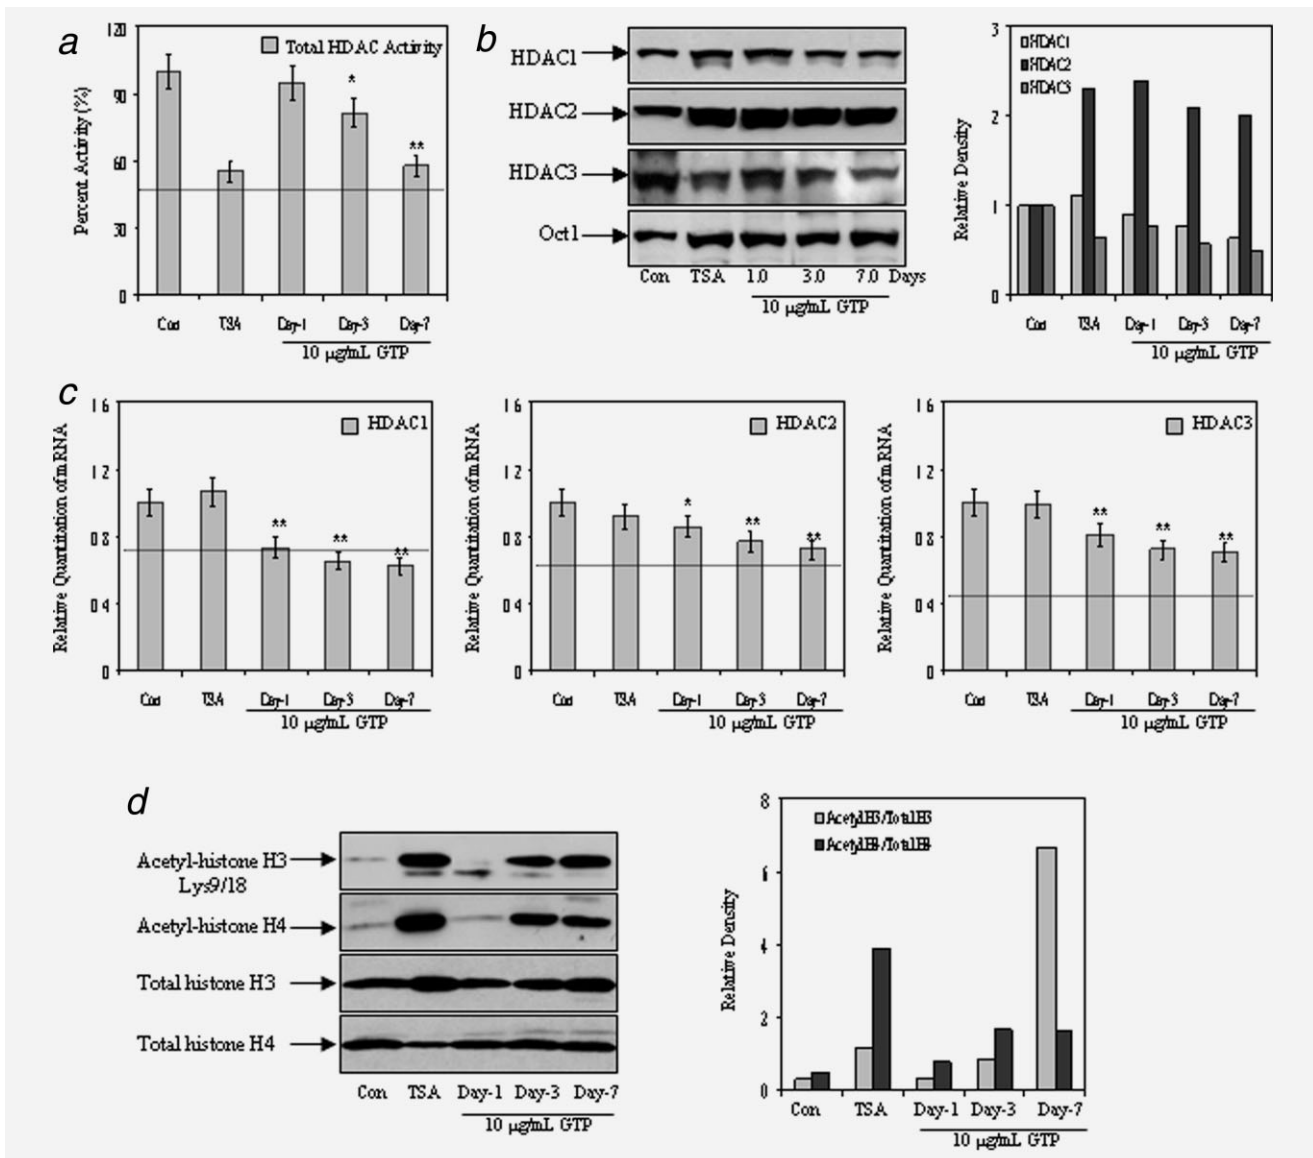 a
120
90
60
30
0
Percent Activity (%)
Total HDAC Activity
*
**
Con TSA Day-1 Day-3 Day-7
10 µg/mL GTP
b
HDAC1
HDAC2
HDAC3
Oct1
Con TSA 1.0 3.0 7.0 Days
10 µg/mL GTP
3
2
1
0
Relative Density
HDAC1
HDAC2
HDAC3
Con TSA Day-1 Day-3 Day-7
10 µg/mL GTP
c
1.6
1.2
0.8
0.4
0
Relative Quantitation of mRNA
HDAC1
**
**
**
Con TSA Day-1 Day-3 Day-7
10 µg/mL GTP
1.6
1.2
0.8
0.4
0
Relative Quantitation of mRNA
HDAC2
*
**
**
Con TSA Day-1 Day-3 Day-7
10 µg/mL GTP
1.6
1.2
0.8
0.4
0
Relative Quantitation of mRNA
HDAC3
**
**
**
Con TSA Day-1 Day-3 Day-7
10 µg/mL GTP
d
Acetyl-histone H3
Lys9/18
Acetyl-histone H4
Total histone H3
Total histone H4
Con TSA Day-1 Day-3 Day-7
10 µg/mL GTP
8
6
4
2
0
Relative Density
Acetyl H3/Total H3
Acetyl H4/Total H4
Con TSA Day-1 Day-3 Day-7
10 µg/mL GTP